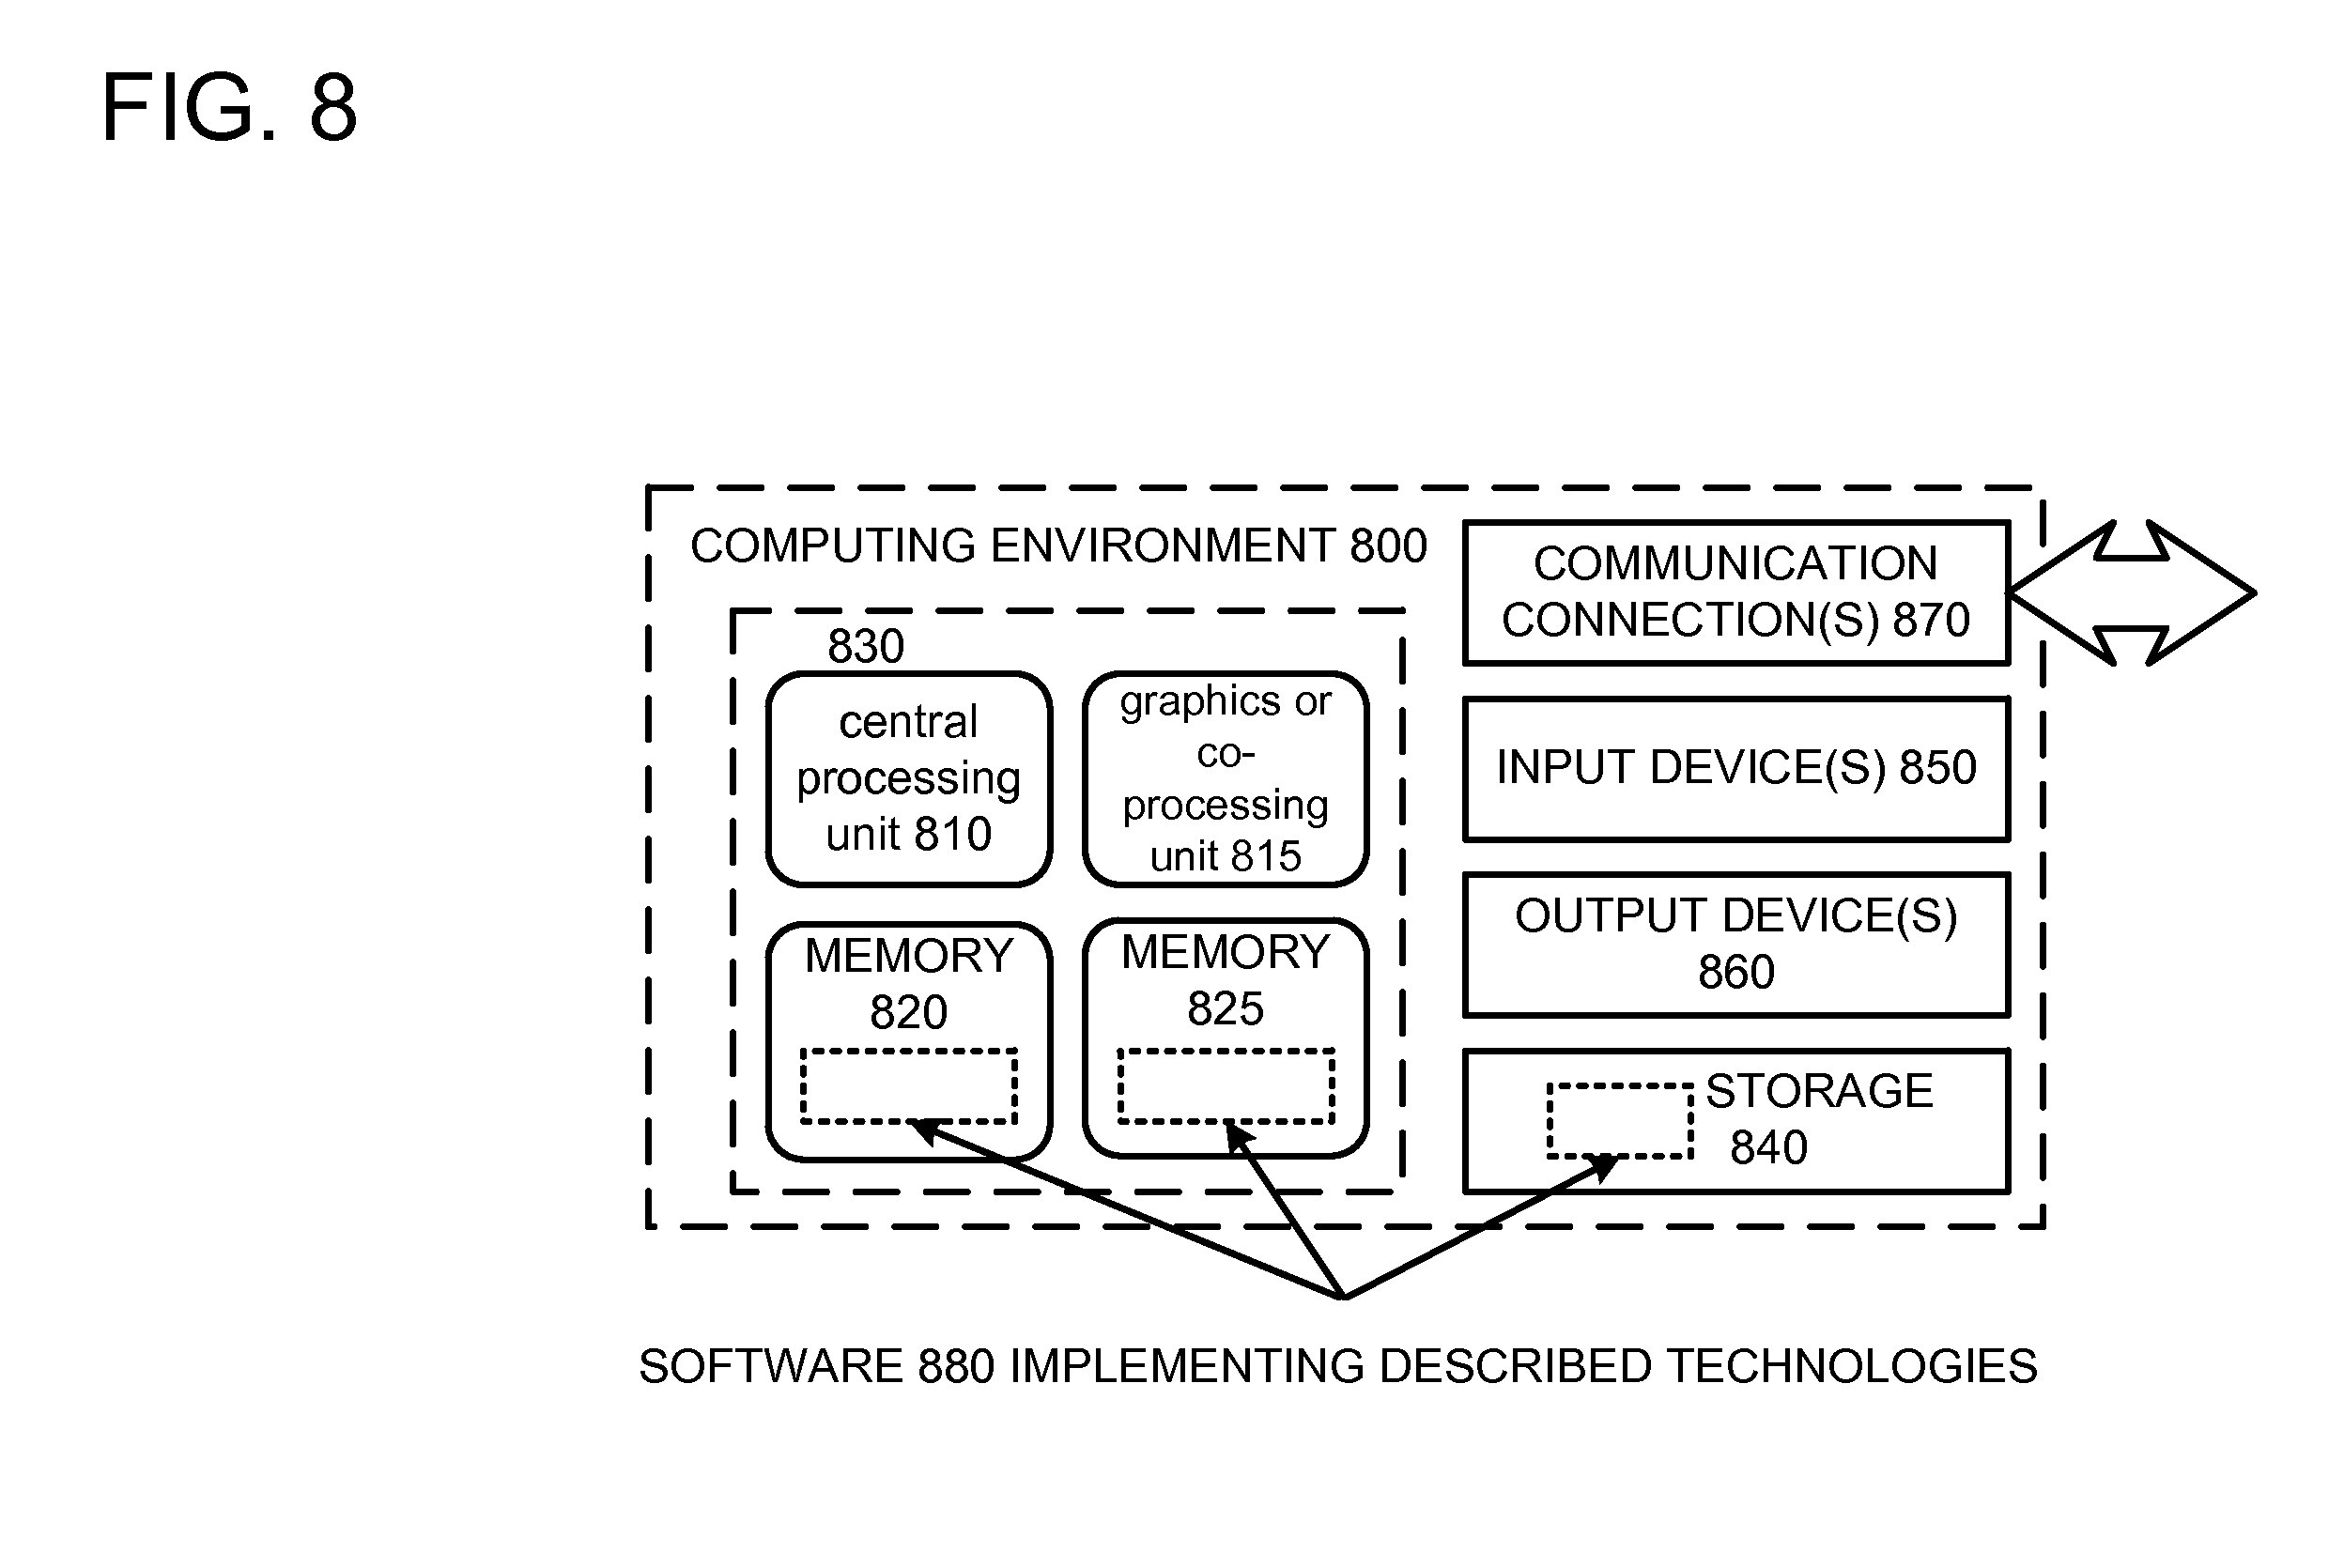 FIG. 8
COMPUTING ENVIRONMENT 800
830
central
processing
unit 810
graphics or
co-
processing
unit 815
MEMORY
820
MEMORY
825
COMMUNICATION
CONNECTION(S) 870
INPUT DEVICE(S) 850
OUTPUT DEVICE(S)
860
STORAGE
840
SOFTWARE 880 IMPLEMENTING DESCRIBED TECHNOLOGIES